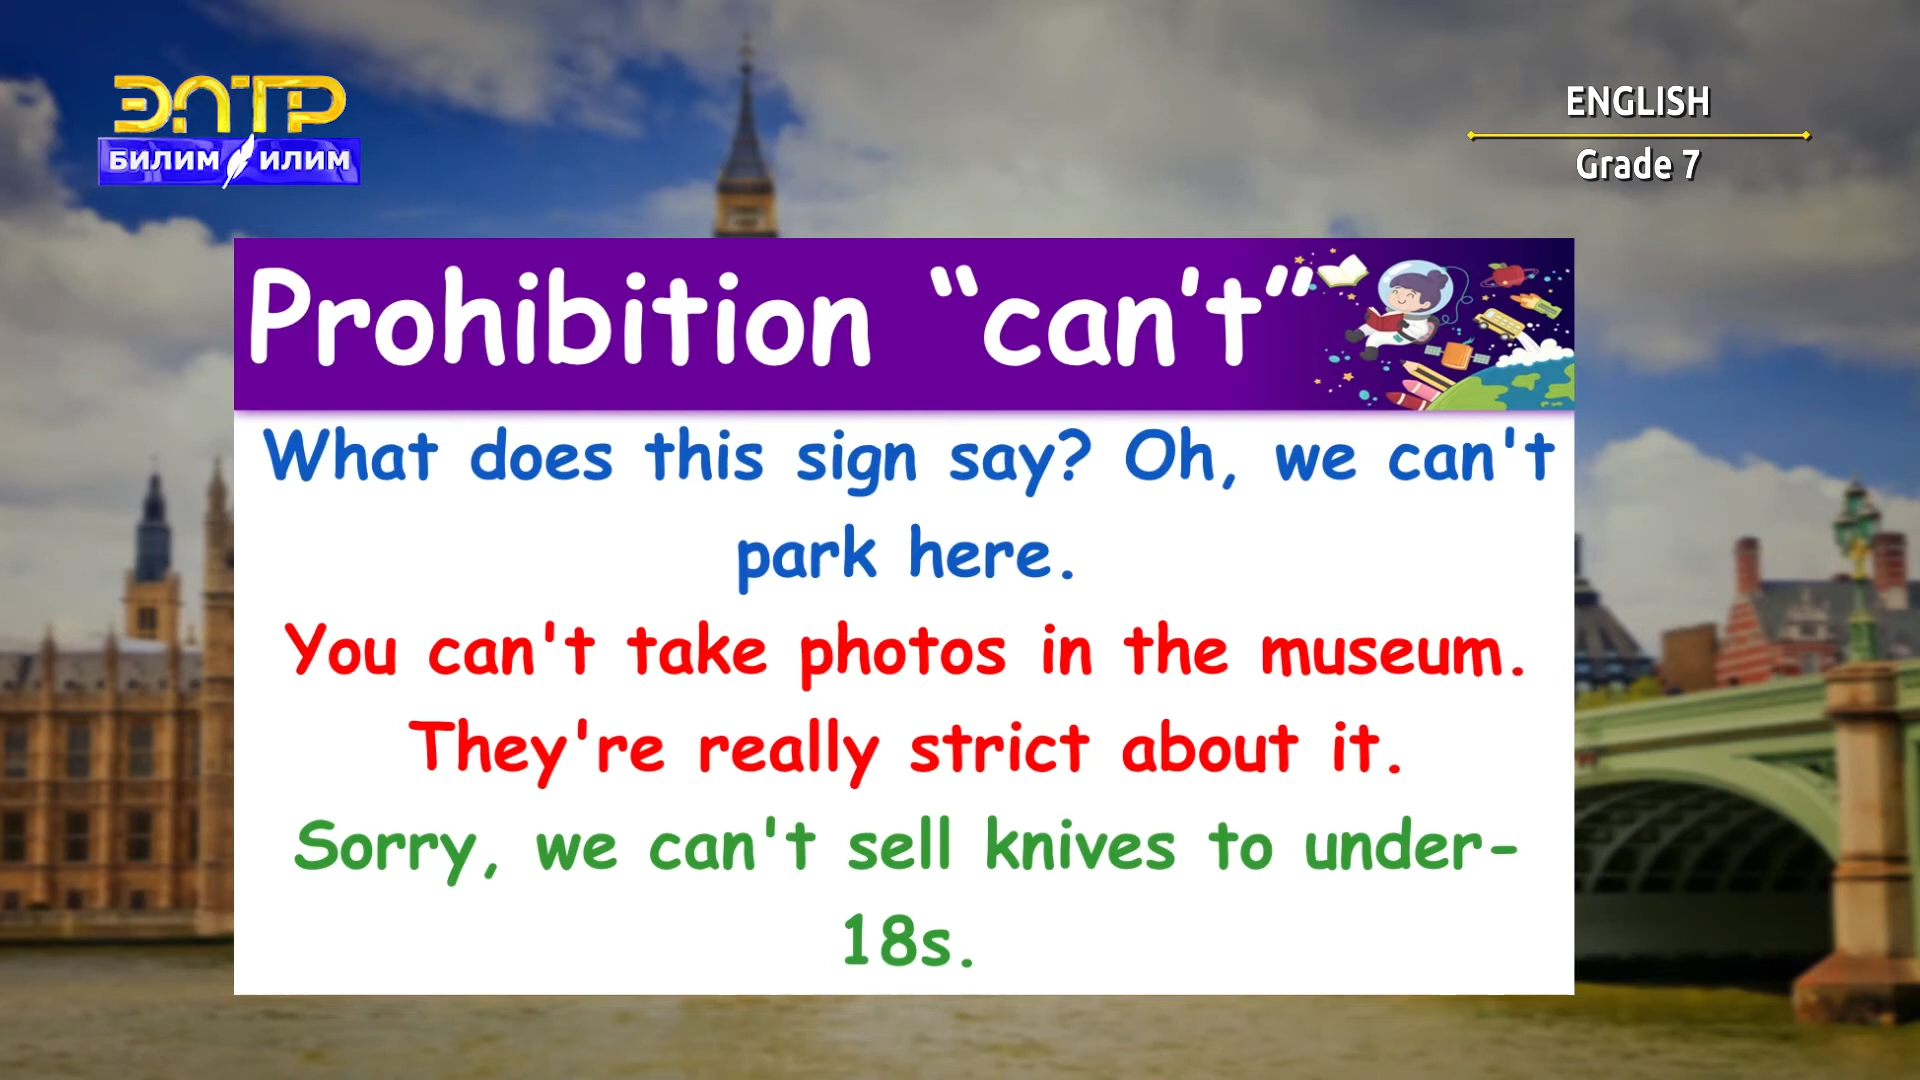 ЭЛТР
БИЛИМ ИЛИМ
ENGLISH
Grade 7
Prohibition “can’t”
What does this sign say? Oh, we can't
park here.
You can't take photos in the museum.
They're really strict about it.
Sorry, we can't sell knives to under-
18s.